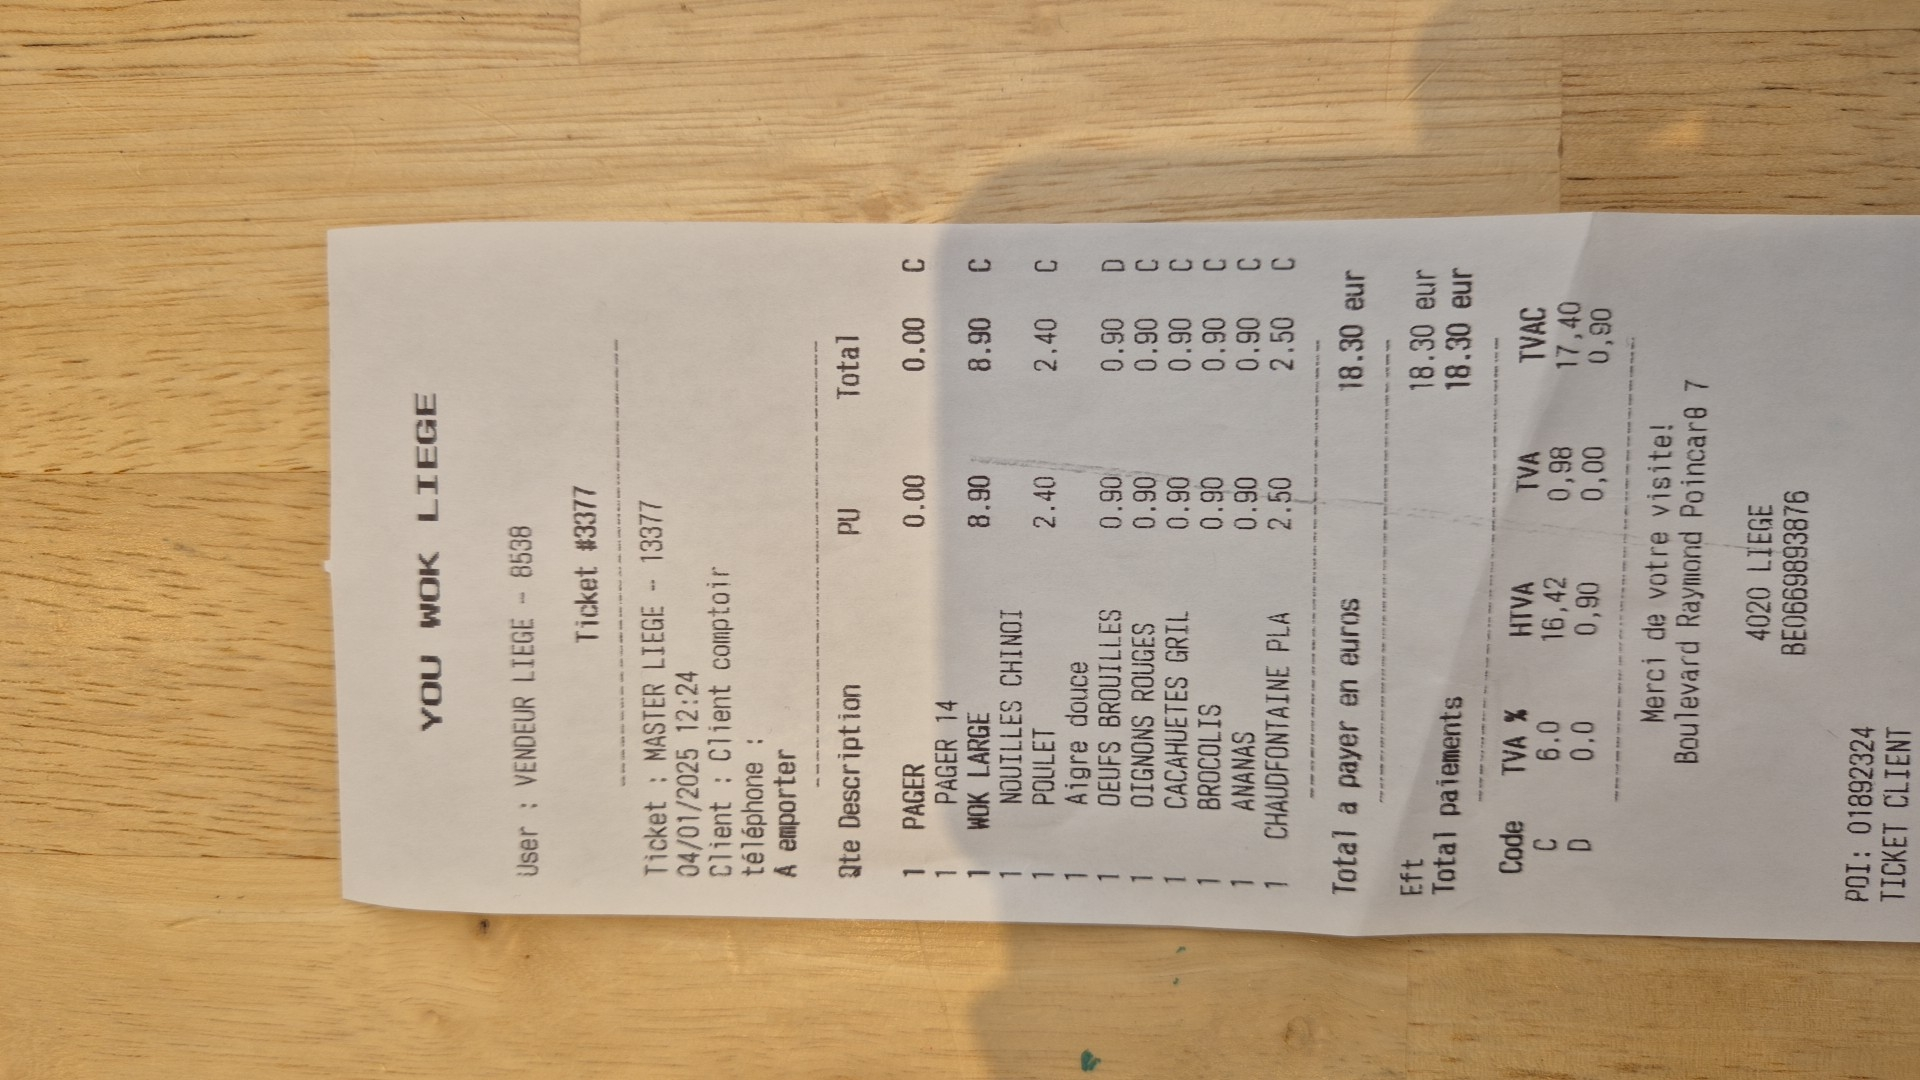 YOU WOK LIEGE
User : VENDEUR LIEGE - 8538
Ticket #3377
Ticket : MASTER LIEGE - 13377
04/01/2025 12:24
Client : Client comptoir
téléphone :
A emporter
Qte Description PU Total
1 PAGER 0.00 0.00 C
1 PAGER 14
1 WOK LARGE 8.90 8.90 C
1 NOUILLES CHINOI
1 POULET 2.40 2.40 C
1 Aigre douce
1 OEUFS BROUILLES 0.90 0.90 D
1 OIGNONS ROUGES 0.90 0.90 C
1 CACAHUETES GRIL 0.90 0.90 C
1 BROCOLIS 0.90 0.90 C
1 ANANAS 0.90 0.90 C
1 CHAUDFONTAINE PLA 2.50 2.50 C
Total a payer en euros 18.30 eur
Eft 18.30 eur
Total paiements 18.30 eur
Code TVA % HTVA TVA TVAC
C 6.0 16,42 0,98 17,40
D 0.0 0,90 0,00 0,90
Merci de votre visite!
Boulevard Raymond Poincar8 7
4020 LIEGE
BE0669893876
POI: 01892324
TICKET CLIENT